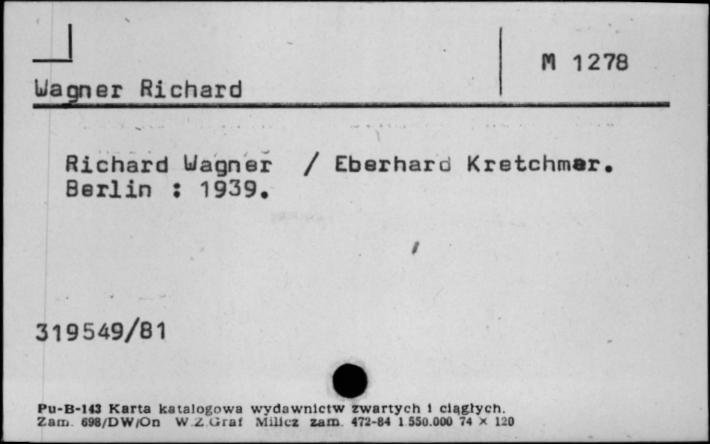 M 1278
Wagner Richard
Richard Wagner / Eberhard Kretchmer.
Berlin : 1939.
319549/81
Pu-B-143 Karta katalogowa wydawnictw zwartych i ciągłych.
Zam. 698/DW/On W.Z.Graf Milicz zam. 472-84 1.550.000 74 × 120